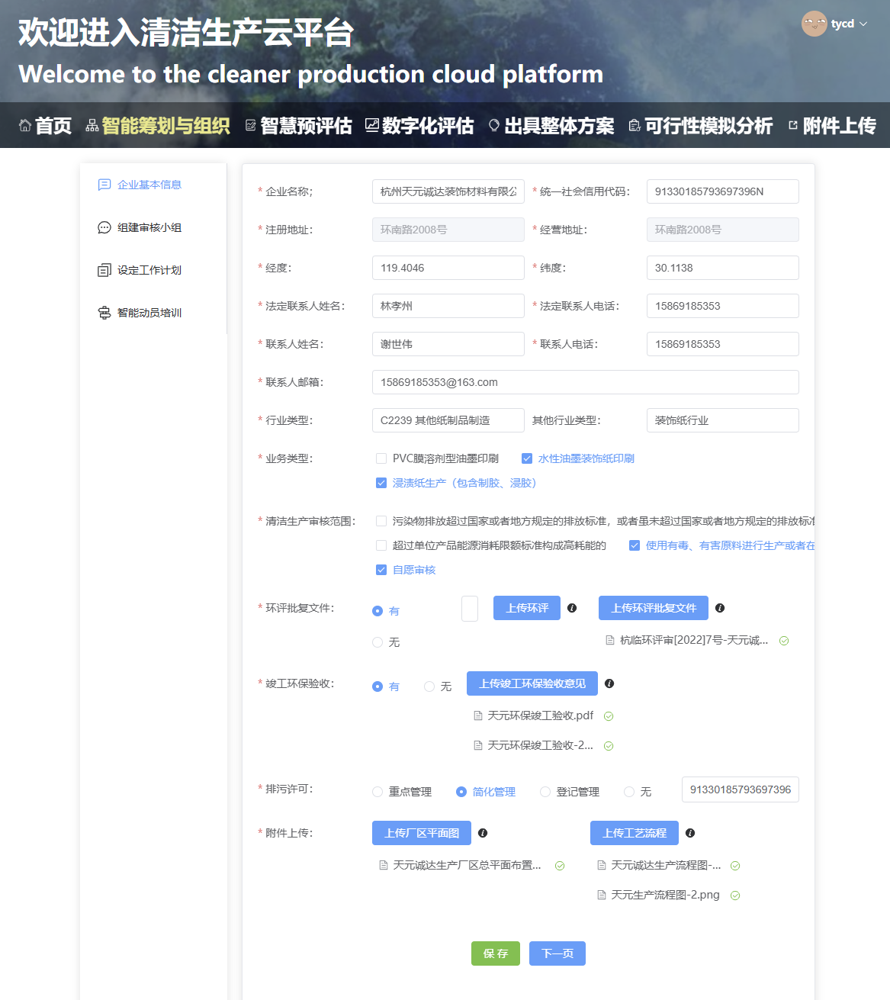 欢迎进入清洁生产云平台
tycd
Welcome to the cleaner production cloud platform
首页 智能筹划与组织 智慧预评估 数字化评估 出具整体方案 可行性模拟分析 附件上传
企业基本信息
组建审核小组
设定工作计划
智能动员培训
* 企业名称； 杭州天元诚达装饰材料有限公 * 统一社会信用代码： 91330185793697396N
* 注册地址： 环南路2008号 * 经营地址： 环南路2008号
* 经度： 119.4046 * 纬度： 30.1138
* 法定联系人姓名： 林孝州 * 法定联系人电话： 15869185353
* 联系人姓名： 谢世伟 * 联系人电话： 15869185353
* 联系人邮箱： 15869185353@163.com
* 行业类型： C2239 其他纸制品制造 其他行业类型： 装饰纸行业
* 业务类型： PVC膜溶剂型油墨印刷 水性油墨装饰纸印刷
浸渍纸生产（包含制胶、浸胶）
* 清洁生产审核范围： 污染物排放超过国家或者地方规定的排放标准，或者虽未超过国家或者地方规定的排放标准
超过单位产品能源消耗限额标准构成高耗能的 使用有毒、有害原料进行生产或者在
自愿审核
* 环评批复文件： 有 上传环评 上传环评批复文件
无 杭临环评审[2022]7号-天元诚...
* 竣工环保验收： 有 无 上传竣工环保验收意见
天元环保竣工验收.pdf
天元环保竣工验收-2...
* 排污许可： 重点管理 简化管理 登记管理 无 91330185793697396
* 附件上传： 上传厂区平面图 上传工艺流程
天元诚达生产厂区总平面布置... 天元诚达生产流程图-...
天元生产流程图-2.png
保 存 下一页